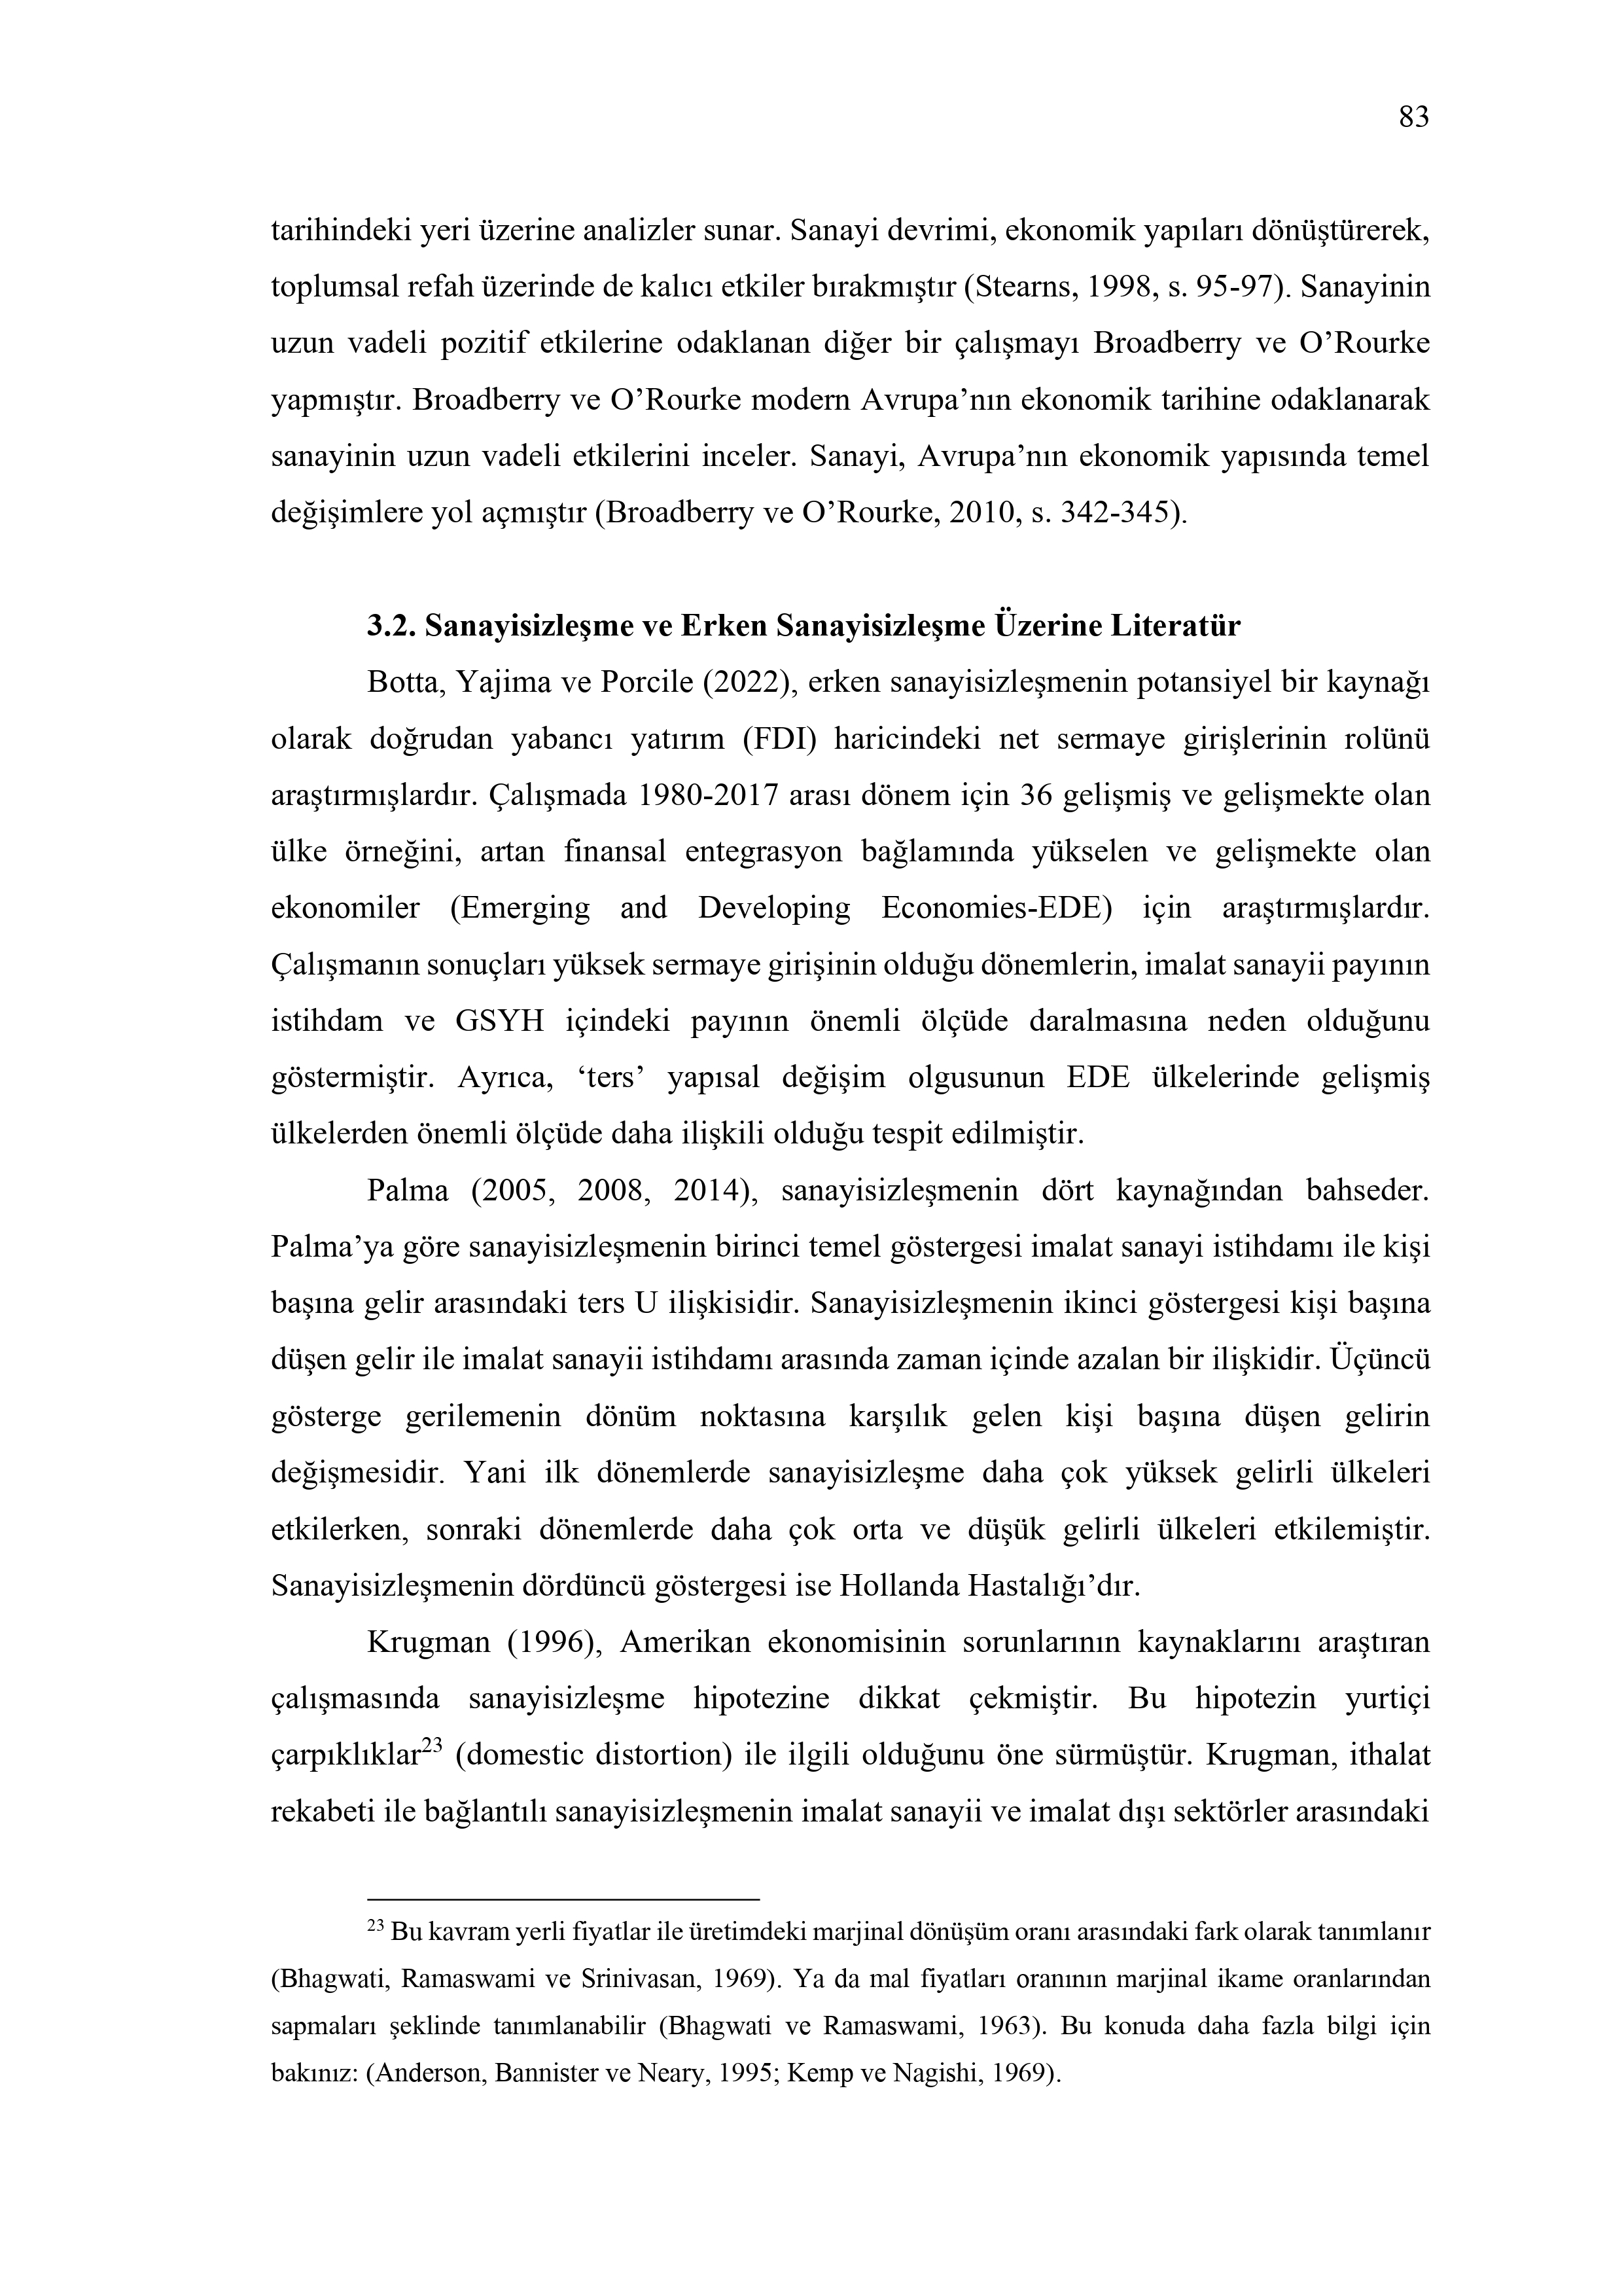 83
tarihindeki yeri üzerine analizler sunar. Sanayi devrimi, ekonomik yapıları dönüştürerek,
toplumsal refah üzerinde de kalıcı etkiler bırakmıştır (Stearns, 1998, s. 95-97). Sanayinin
uzun vadeli pozitif etkilerine odaklanan diğer bir çalışmayı Broadberry ve O’Rourke
yapmıştır. Broadberry ve O’Rourke modern Avrupa’nın ekonomik tarihine odaklanarak
sanayinin uzun vadeli etkilerini inceler. Sanayi, Avrupa’nın ekonomik yapısında temel
değişimlere yol açmıştır (Broadberry ve O’Rourke, 2010, s. 342-345).
3.2. Sanayisizleşme ve Erken Sanayisizleşme Üzerine Literatür
Botta, Yajima ve Porcile (2022), erken sanayisizleşmenin potansiyel bir kaynağı
olarak doğrudan yabancı yatırım (FDI) haricindeki net sermaye girişlerinin rolünü
araştırmışlardır. Çalışmada 1980-2017 arası dönem için 36 gelişmiş ve gelişmekte olan
ülke örneğini, artan finansal entegrasyon bağlamında yükselen ve gelişmekte olan
ekonomiler (Emerging and Developing Economies-EDE) için araştırmışlardır.
Çalışmanın sonuçları yüksek sermaye girişinin olduğu dönemlerin, imalat sanayii payının
istihdam ve GSYH içindeki payının önemli ölçüde daralmasına neden olduğunu
göstermiştir. Ayrıca, ‘ters’ yapısal değişim olgusunun EDE ülkelerinde gelişmiş
ülkelerden önemli ölçüde daha ilişkili olduğu tespit edilmiştir.
Palma (2005, 2008, 2014), sanayisizleşmenin dört kaynağından bahseder.
Palma’ya göre sanayisizleşmenin birinci temel göstergesi imalat sanayi istihdamı ile kişi
başına gelir arasındaki ters U ilişkisidir. Sanayisizleşmenin ikinci göstergesi kişi başına
düşen gelir ile imalat sanayii istihdamı arasında zaman içinde azalan bir ilişkidir. Üçüncü
gösterge gerilemenin dönüm noktasına karşılık gelen kişi başına düşen gelirin
değişmesidir. Yani ilk dönemlerde sanayisizleşme daha çok yüksek gelirli ülkeleri
etkilerken, sonraki dönemlerde daha çok orta ve düşük gelirli ülkeleri etkilemiştir.
Sanayisizleşmenin dördüncü göstergesi ise Hollanda Hastalığı’dır.
Krugman (1996), Amerikan ekonomisinin sorunlarının kaynaklarını araştıran
çalışmasında sanayisizleşme hipotezine dikkat çekmiştir. Bu hipotezin yurtiçi
çarpıklıklar23 (domestic distortion) ile ilgili olduğunu öne sürmüştür. Krugman, ithalat
rekabeti ile bağlantılı sanayisizleşmenin imalat sanayii ve imalat dışı sektörler arasındaki
23 Bu kavram yerli fiyatlar ile üretimdeki marjinal dönüşüm oranı arasındaki fark olarak tanımlanır
(Bhagwati, Ramaswami ve Srinivasan, 1969). Ya da mal fiyatları oranının marjinal ikame oranlarından
sapmaları şeklinde tanımlanabilir (Bhagwati ve Ramaswami, 1963). Bu konuda daha fazla bilgi için
bakınız: (Anderson, Bannister ve Neary, 1995; Kemp ve Nagishi, 1969).